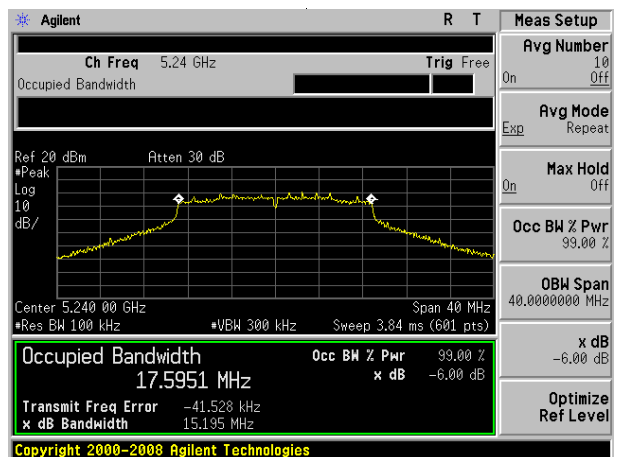 Agilent R T
Ch Freq 5.24 GHz Trig Free
Occupied Bandwidth
Ref 20 dBm Atten 30 dB
#Peak
Log
10
dB/
Center 5.240 00 GHz Span 40 MHz
#Res BW 100 kHz #VBW 300 kHz Sweep 3.84 ms (601 pts)
Occupied Bandwidth Occ BW % Pwr 99.00 %
17.5951 MHz x dB -6.00 dB
Transmit Freq Error -41.528 kHz
x dB Bandwidth 15.195 MHz
Copyright 2000-2008 Agilent Technologies
Meas Setup
Avg Number
10
On Off
Avg Mode
Exp Repeat
Max Hold
On Off
Occ BW % Pwr
99.00 %
OBW Span
40.0000000 MHz
x dB
-6.00 dB
Optimize
Ref Level